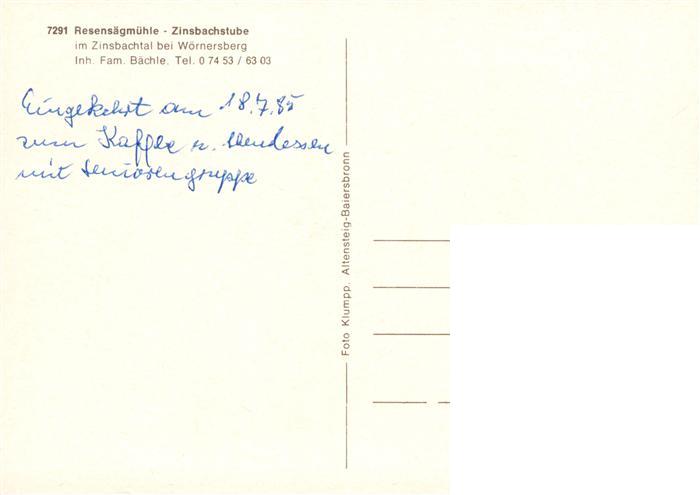 7291 Resensägmühle - Zinsbachstube
im Zinsbachtal bei Wörnersberg
Inh. Fam. Bächle. Tel. 0 74 53 / 63 03
Eingekehrt am 18.7.85
zum Kaffee u. Abendessen
mit Seniorengruppe
Foto Klumpp. Altensteig-Baiersbronn